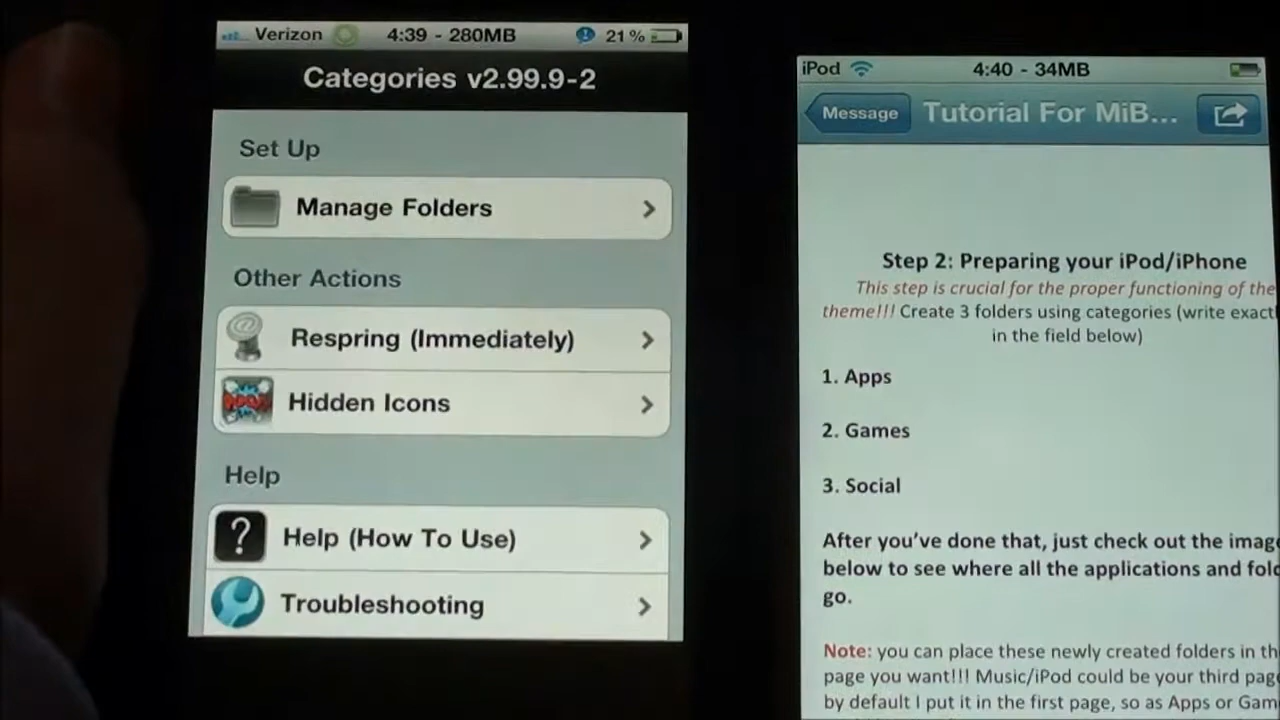 Verizon 4:39 - 280MB 21%
Categories v2.99.9-2
Set Up
Manage Folders
Other Actions
Respring (Immediately)
Hidden Icons
Help
? Help (How To Use)
Troubleshooting
iPod 4:40 - 34MB
Message Tutorial For MiB...
Step 2: Preparing your iPod/iPhone
This step is crucial for the proper functioning of the
theme!!! Create 3 folders using categories (write exactl
in the field below)
1. Apps
2. Games
3. Social
After you've done that, just check out the imag
below to see where all the applications and fold
go.
Note: you can place these newly created folders in th
page you want!!! Music/iPod could be your third page
by default I put it in the first page, so as Apps or Gam